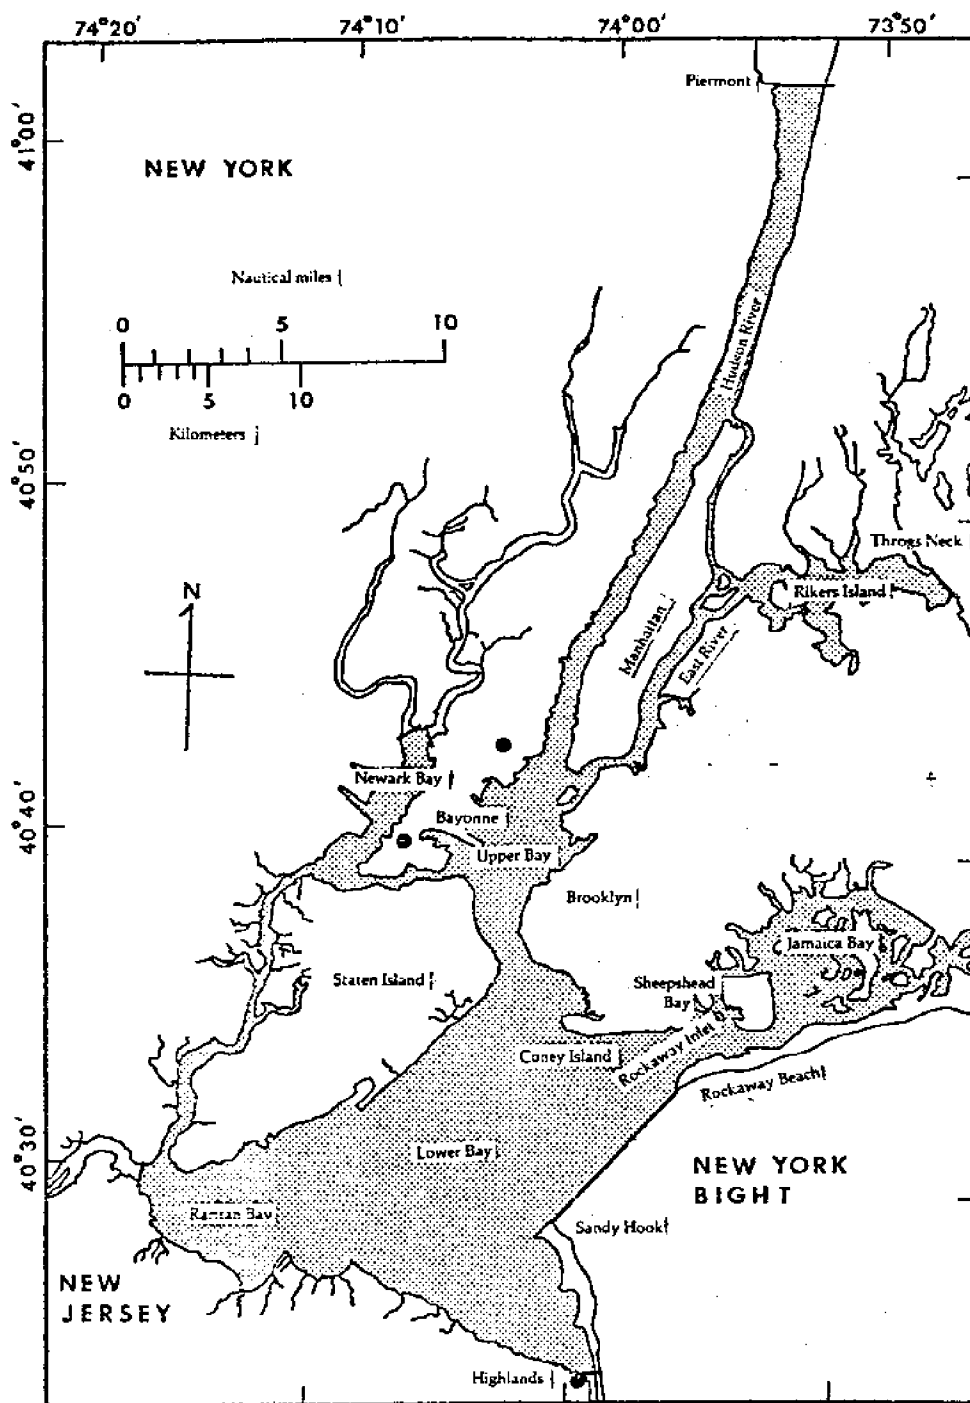 74°20'
74°10'
74°00'
73°50'
Piermont
41°00'
NEW YORK
Nautical miles
0
5
10
Hudson River
0
5
10
Kilometers
40°50'
Throgs Neck
N
Rikers Island
Manhattan
East River
Newark Bay
40°40'
Bayonne
Upper Bay
Brooklyn
Jamaica Bay
Staten Island
Sheepshead
Bay
Rockaway Inlet
Coney Island
Rockaway Beach
40°30'
Lower Bay
NEW YORK
BIGHT
Raritan Bay
Sandy Hook
NEW
JERSEY
Highlands